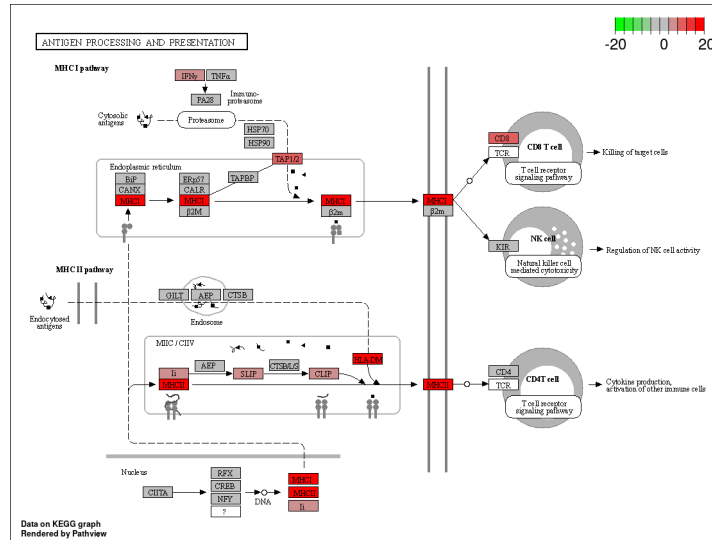 -20 0 20
ANTIGEN PROCESSING AND PRESENTATION
MHC I pathway
IFNγ TNFα
PA28
Immuno-
proteasome
Cytosolic
antigens
Proteasome
HSP70
HSP90
TAP1/2
Endoplasmic reticulum
BiP
CANX
MHCI
ERp57
CALR
MHCI
β2M
TAPBP
MHCI
β2m
MHCI
β2m
CD8
TCR
CD8 T cell
T cell receptor
signaling pathway
Killing of target cells
KIR
NK cell
Natural killer cell
mediated cytotoxicity
Regulation of NK cell activity
MHC II pathway
Endocytosed
antigens
GILT AEP CTSB
Endosome
MIIC / CIIV
Ii
MHCII
AEP
SLIP
CTSB/L/S
CLIP
HLA-DM
MHCII
CD4
TCR
CD4T cell
T cell receptor
signaling pathway
Cytokine production,
activation of other immune cells
Nucleus
CIITA
RFX
CREB
NFY
?
DNA
MHCI
MHCII
Ii
Data on KEGG graph
Rendered by Pathview